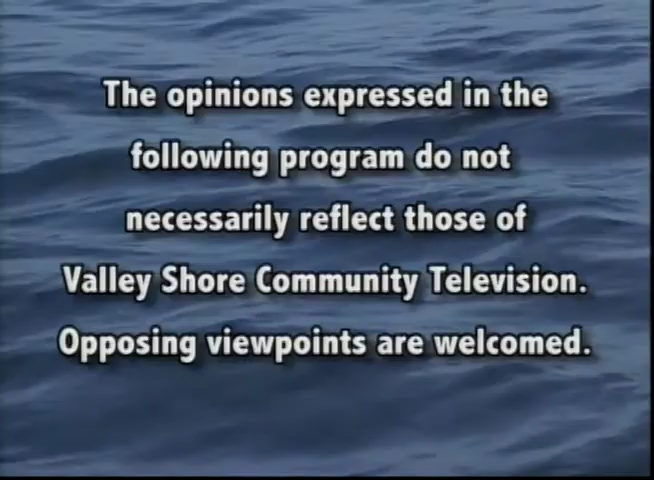 The opinions expressed in the
following program do not
necessarily reflect those of
Valley Shore Community Television.
Opposing viewpoints are welcomed.